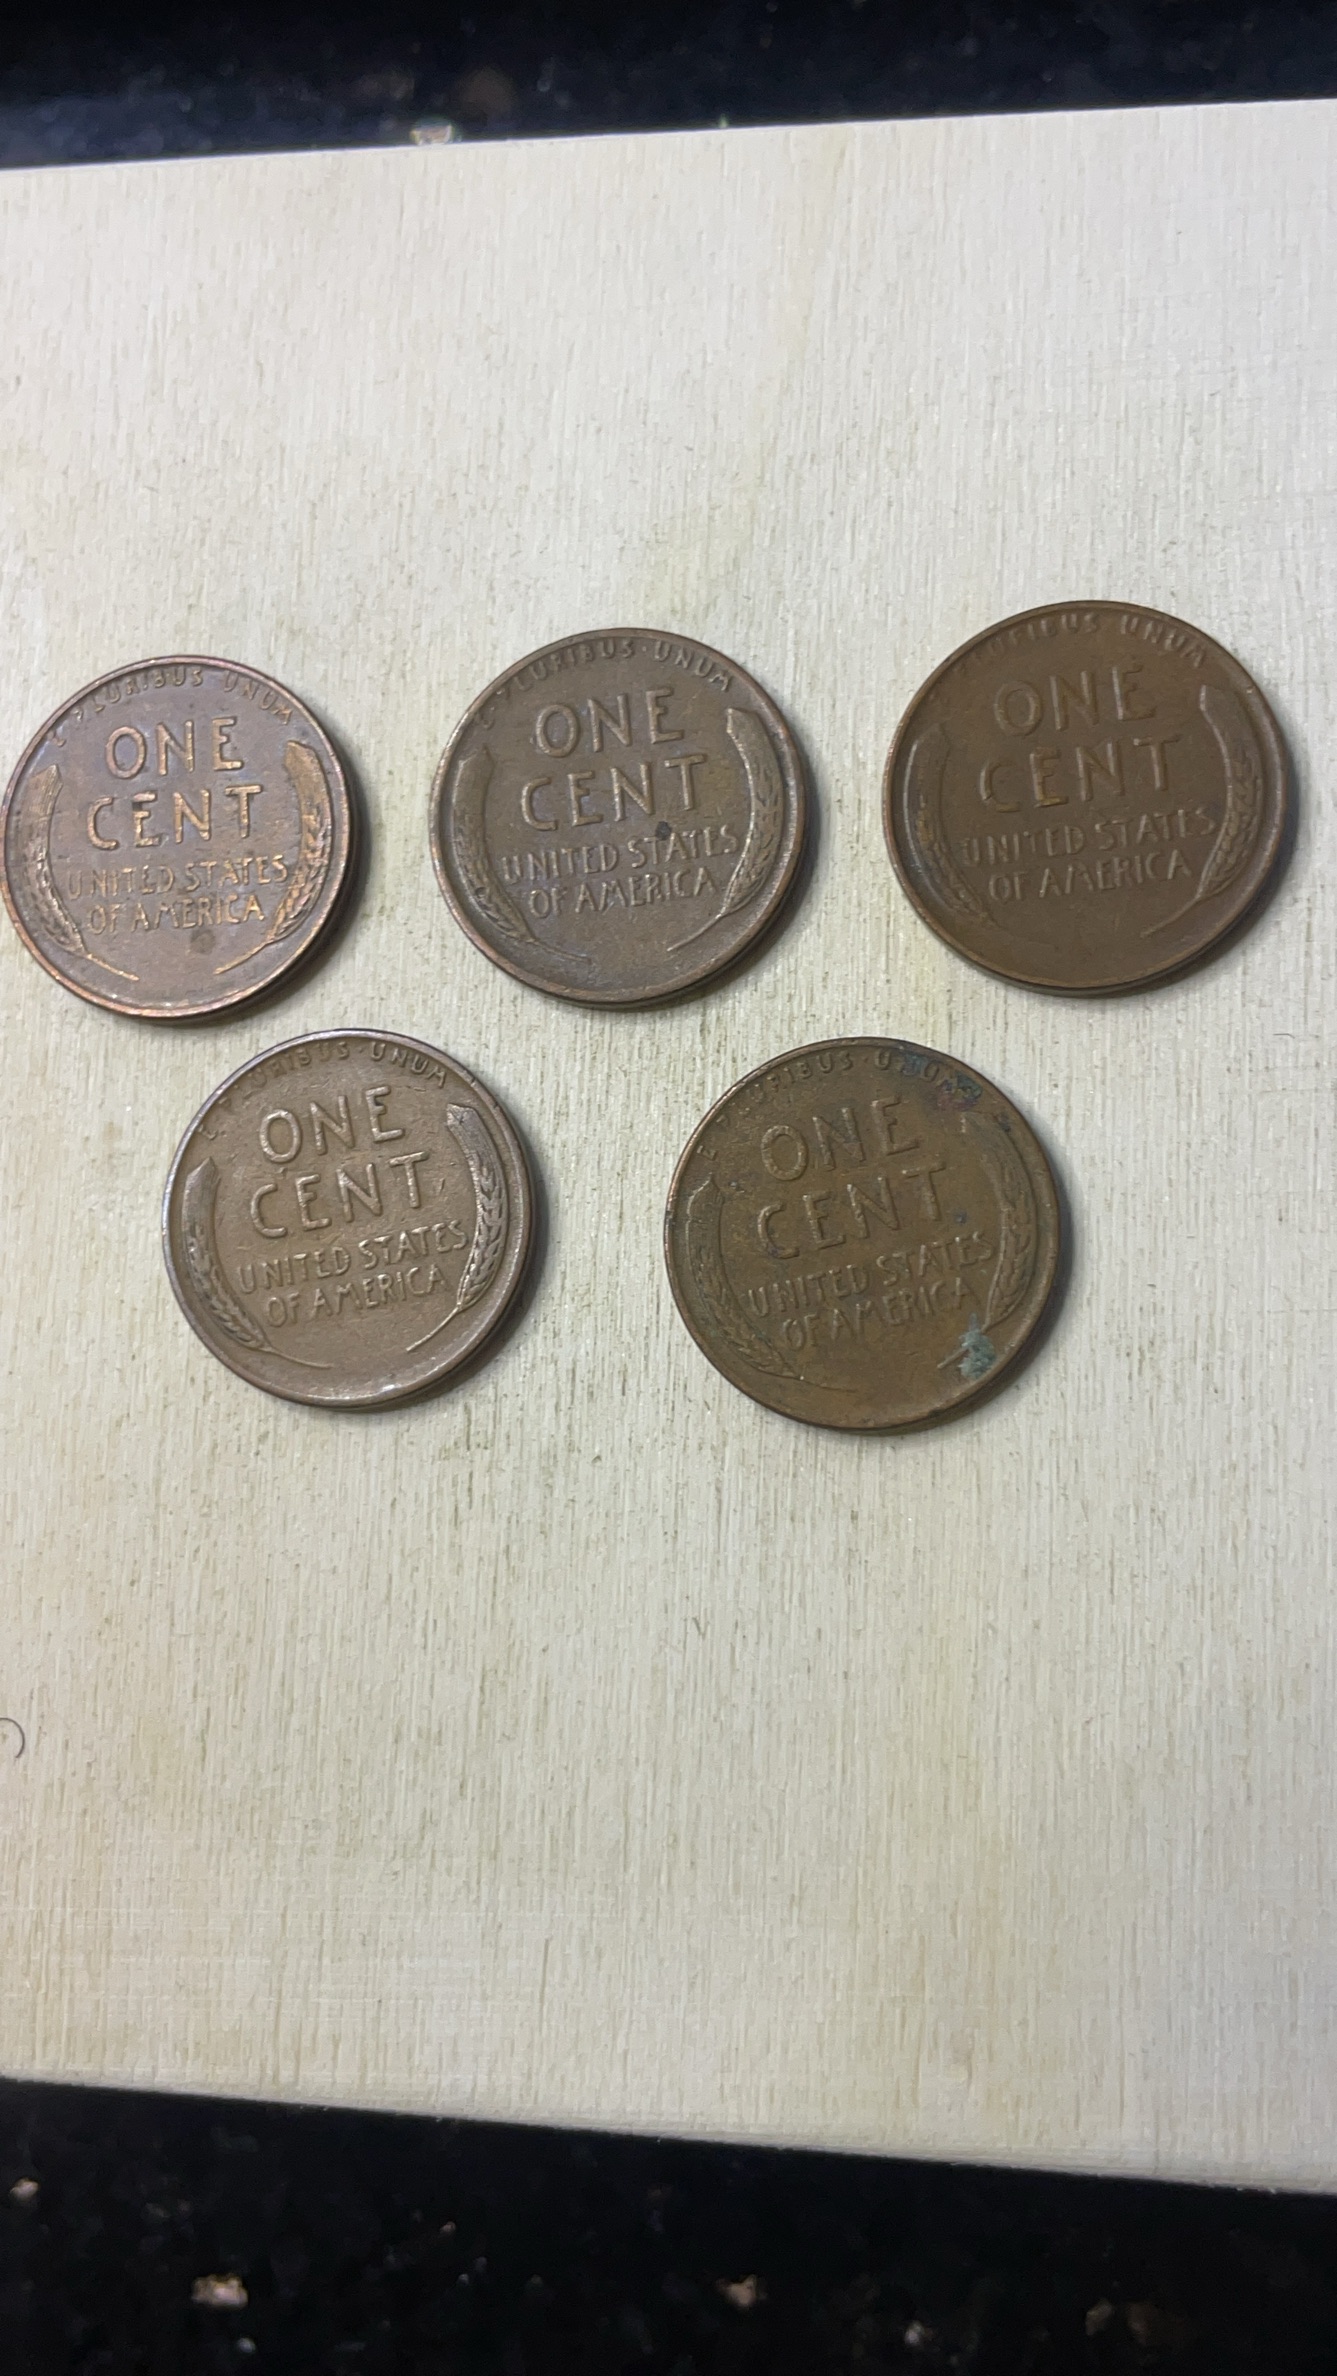 PLURIBUS UNUM
ONE
CENT
UNITED STATES
OF AMERICA
PLURIBUS · UNUM
ONE
CENT
UNITED STATES
OF AMERICA
PLURIBUS UNUM
ONE
CENT
UNITED STATES
OF AMERICA
E PLURIBUS · UNUM
ONE
CENT
UNITED STATES
OF AMERICA
E PLURIBUS · UNUM
ONE
CENT
UNITED STATES
OF AMERICA